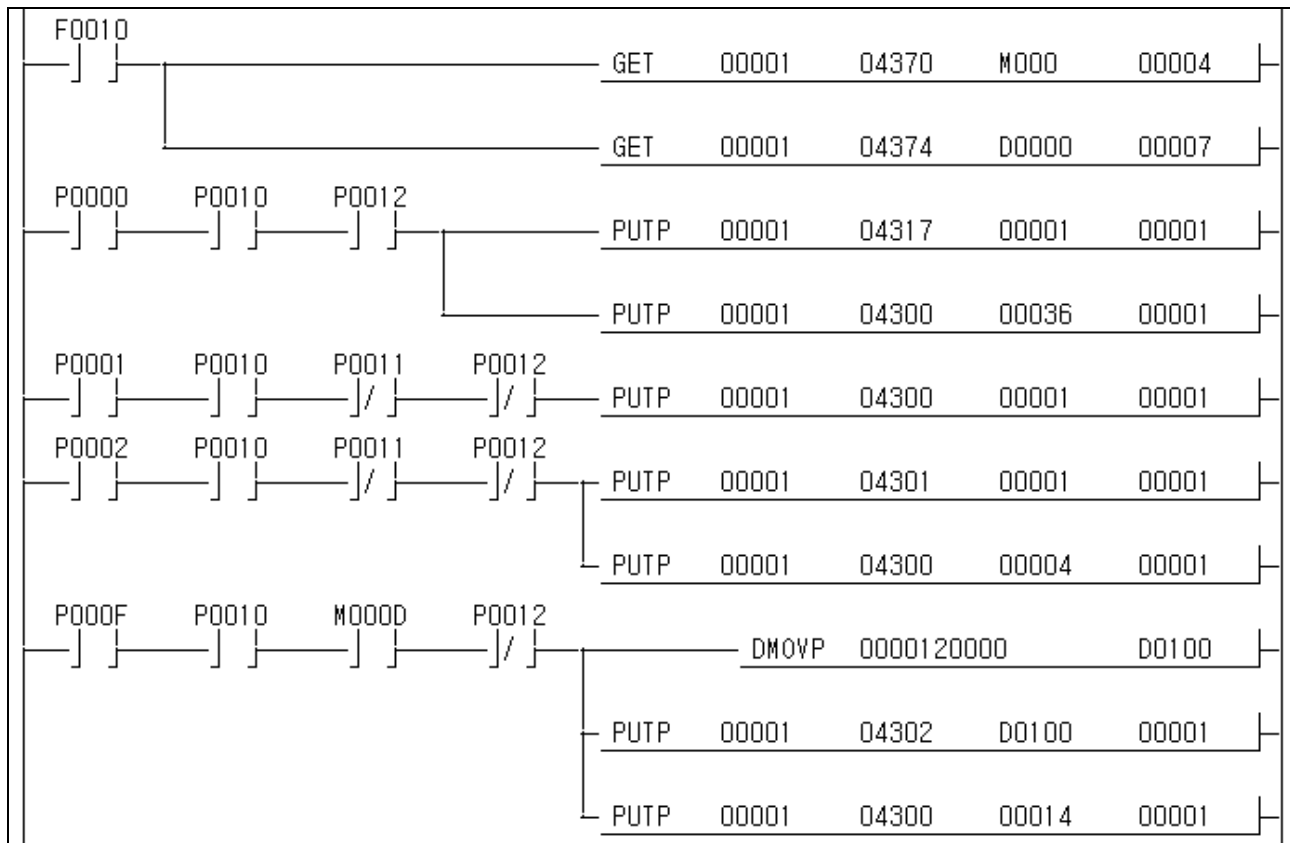 F0010
GET 00001 04370 M000 00004
GET 00001 04374 D0000 00007
P0000 P0010 P0012
PUTP 00001 04317 00001 00001
PUTP 00001 04300 00036 00001
P0001 P0010 P0011 P0012
PUTP 00001 04300 00001 00001
P0002 P0010 P0011 P0012
PUTP 00001 04301 00001 00001
PUTP 00001 04300 00004 00001
P000F P0010 M000D P0012
DMOVP 0000120000 D0100
PUTP 00001 04302 D0100 00001
PUTP 00001 04300 00014 00001